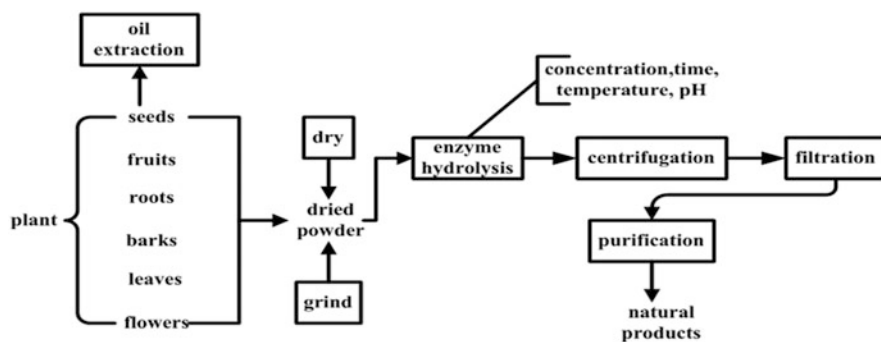 oil
extraction
seeds
fruits
roots
plant
barks
leaves
flowers
dry
dried
powder
grind
concentration,time,
temperature, pH
enzyme
hydrolysis
centrifugation
filtration
purification
natural
products